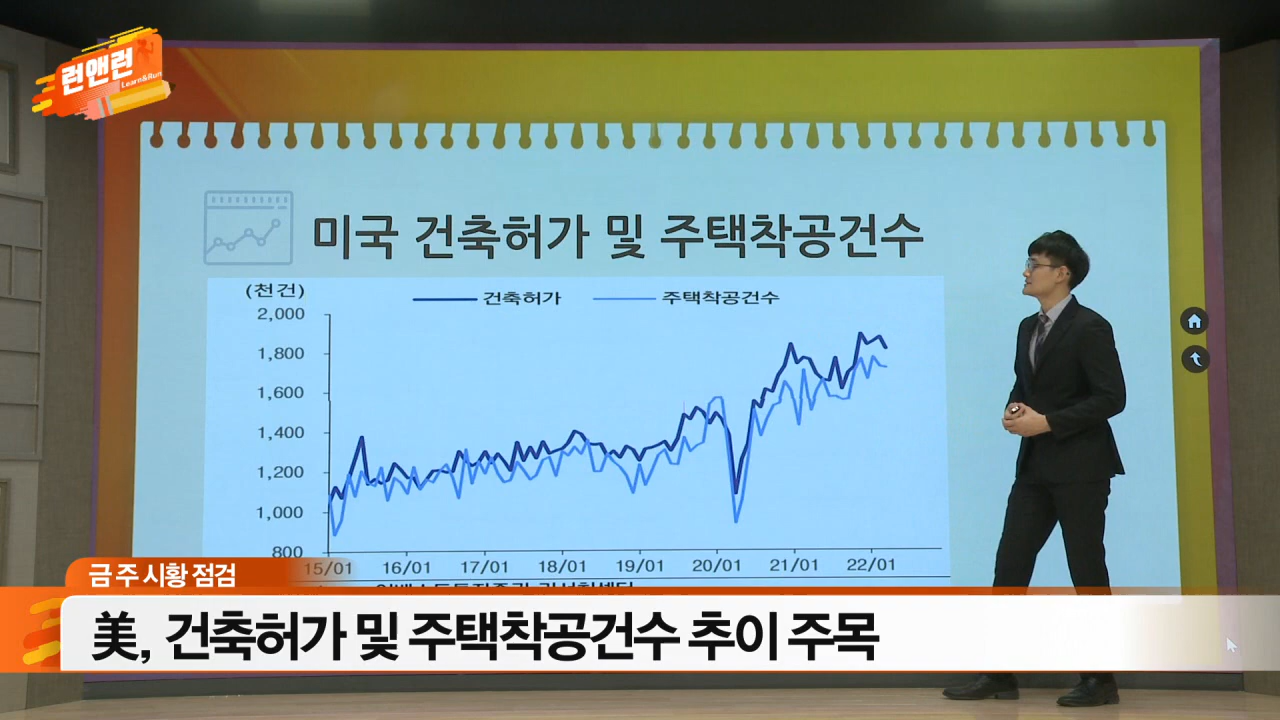 런앤런
Learn&Run
미국 건축허가 및 주택착공건수
(천건)
건축허가
주택착공건수
2,000
1,800
1,600
1,400
1,200
1,000
800
15/01
16/01
17/01
18/01
19/01
20/01
21/01
22/01
금주 시황 점검
美, 건축허가 및 주택착공건수 추이 주목